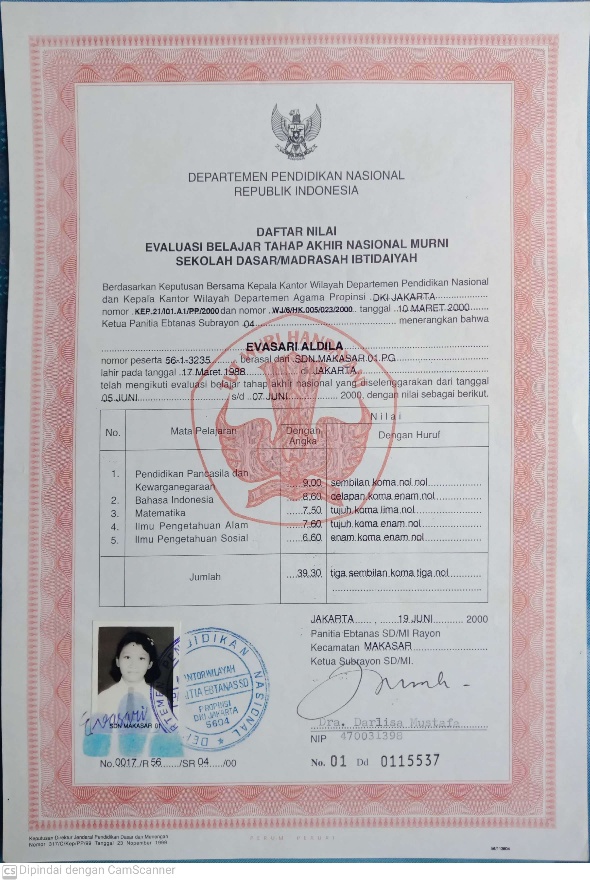 DEPARTEMEN PENDIDIKAN NASIONAL
REPUBLIK INDONESIA
DAFTAR NILAI
EVALUASI BELAJAR TAHAP AKHIR NASIONAL MURNI
SEKOLAH DASAR/MADRASAH IBTIDAIYAH
Berdasarkan Keputusan Bersama Kepala Kantor Wilayah Departemen Pendidikan Nasional
dan Kepala Kantor Wilayah Departemen Agama Propinsi DKI JAKARTA
nomor KEP.21/I01.A1/PP/2000 dan nomor WJ/6/HK.005/023/2000 tanggal 10 MARET 2000
Ketua Panitia Ebtanas Subrayon 04 menerangkan bahwa
EVASARI ALDILA
nomor peserta 56-1-3235 berasal dari SDN.MAKASAR.01.PG
lahir pada tanggal 17 Maret 1988 di JAKARTA
telah mengikuti evaluasi belajar tahap akhir nasional yang diselenggarakan dari tanggal
05 JUNI s/d 07 JUNI 2000, dengan nilai sebagai berikut.
No. Mata Pelajaran Nilai
Dengan Angka Dengan Huruf
1. Pendidikan Pancasila dan
Kewarganegaraan 9,00 sembilan koma nol nol
2. Bahasa Indonesia 8,60 delapan koma enam nol
3. Matematika 7,50 tujuh koma lima nol
4. Ilmu Pengetahuan Alam 7,60 tujuh koma enam nol
5. Ilmu Pengetahuan Sosial 6,60 enam koma enam nol
Jumlah 39,30 tiga sembilan koma tiga nol
JAKARTA, 19 JUNI 2000
Panitia Ebtanas SD/MI Rayon
Kecamatan MAKASAR
Ketua Subrayon SD/MI.
Dra. Darlisa Mustafa
NIP 470031398
SDN MAKASAR 01
KANTOR WILAYAH
PANITIA EBTANAS SD
PROPINSI
DKI JAKARTA
5604
PENDIDIKAN NASIONAL
No. 0017 /R 56 /SR 04 /00
No. 01 Dd 0115537
Keputusan Direktur Jenderal Pendidikan Dasar dan Menengah
Nomor 317/C/Kep/PP/99 Tanggal 23 Nopember 1999
PERUM PERURI
CS Dipindai dengan CamScanner